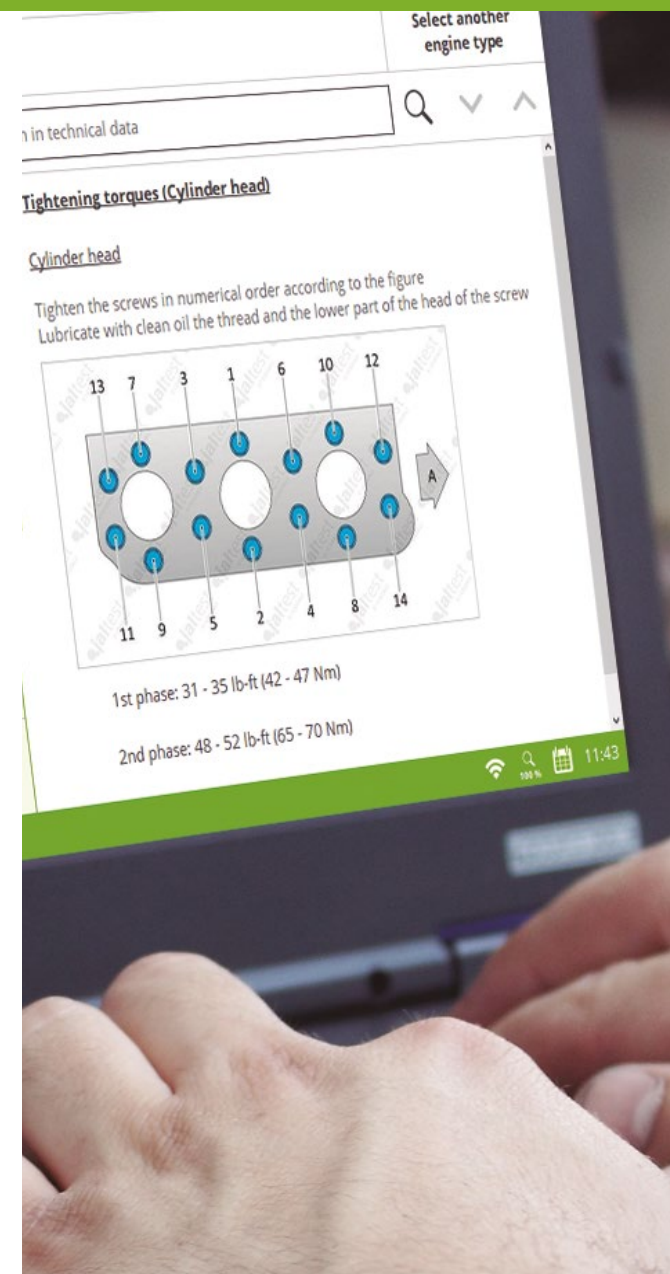 Select another
engine type
in technical data
Tightening torques (Cylinder head)
Cylinder head
Tighten the screws in numerical order according to the figure
Lubricate with clean oil the thread and the lower part of the head of the screw
13 7 3 1 6 10 12
A
11 9 5 2 4 8 14
Jaltest
1st phase: 31 - 35 lb-ft (42 - 47 Nm)
2nd phase: 48 - 52 lb-ft (65 - 70 Nm)
100 %
11:43